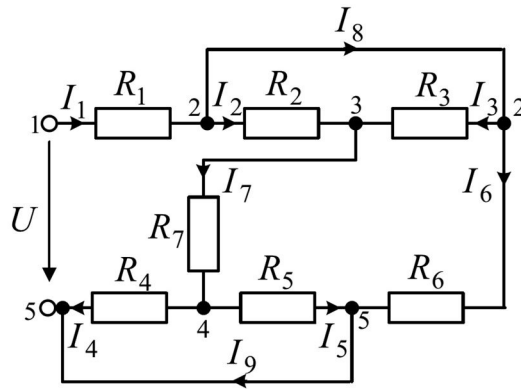 I₈
I₁ R₁ 2 I₂ R₂ 3 R₃ I₃ 2
1
I₇ I₆
U
R₇
R₄ R₅ R₆
5 I₄ 4 I₅ 5
I₉